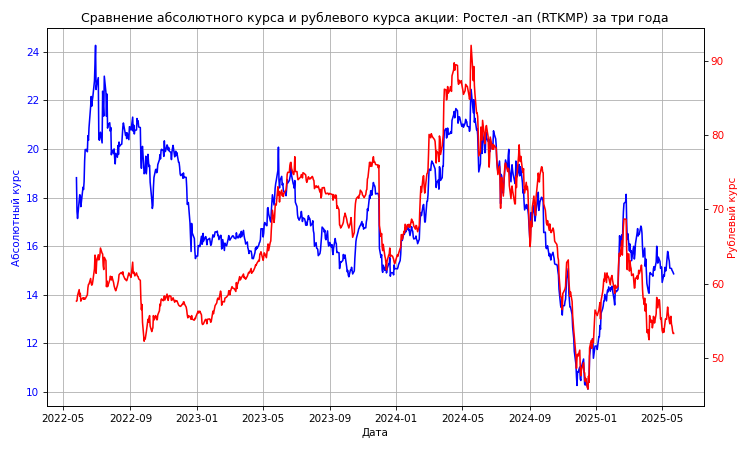 Сравнение абсолютного курса и рублевого курса акции: Ростел -ап (RTKMP) за три года
Абсолютный курс
24
22
20
18
16
14
12
10
90
80
70
60
50
Рублевый курс
2022-05 2022-09 2023-01 2023-05 2023-09 2024-01 2024-05 2024-09 2025-01 2025-05
Дата